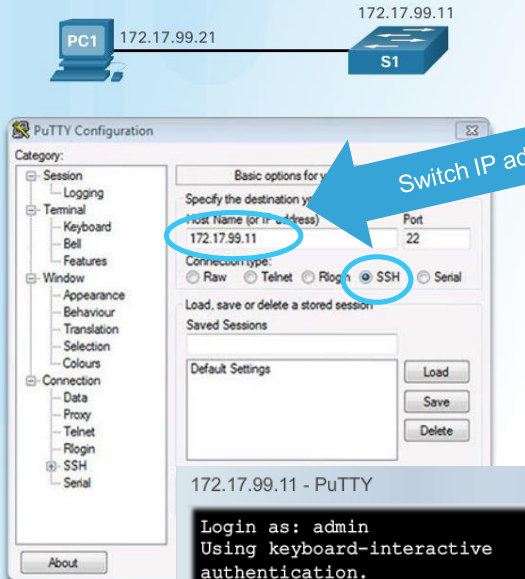 172.17.99.11
PC1 172.17.99.21
S1
PuTTY Configuration
Category:
Session
Logging
Terminal
Keyboard
Bell
Features
Window
Appearance
Behaviour
Translation
Selection
Colours
Connection
Data
Proxy
Telnet
Rlogin
SSH
Serial
About
Basic options for
Switch IP
Specify the destination
Host Name (or IP address) Port
172.17.99.11 22
Connection type:
Raw Telnet Rlogin SSH Serial
Load, save or delete a stored session
Saved Sessions
Default Settings
Load
Save
Delete
172.17.99.11 - PuTTY
Login as: admin
Using keyboard-interactive
authentication.